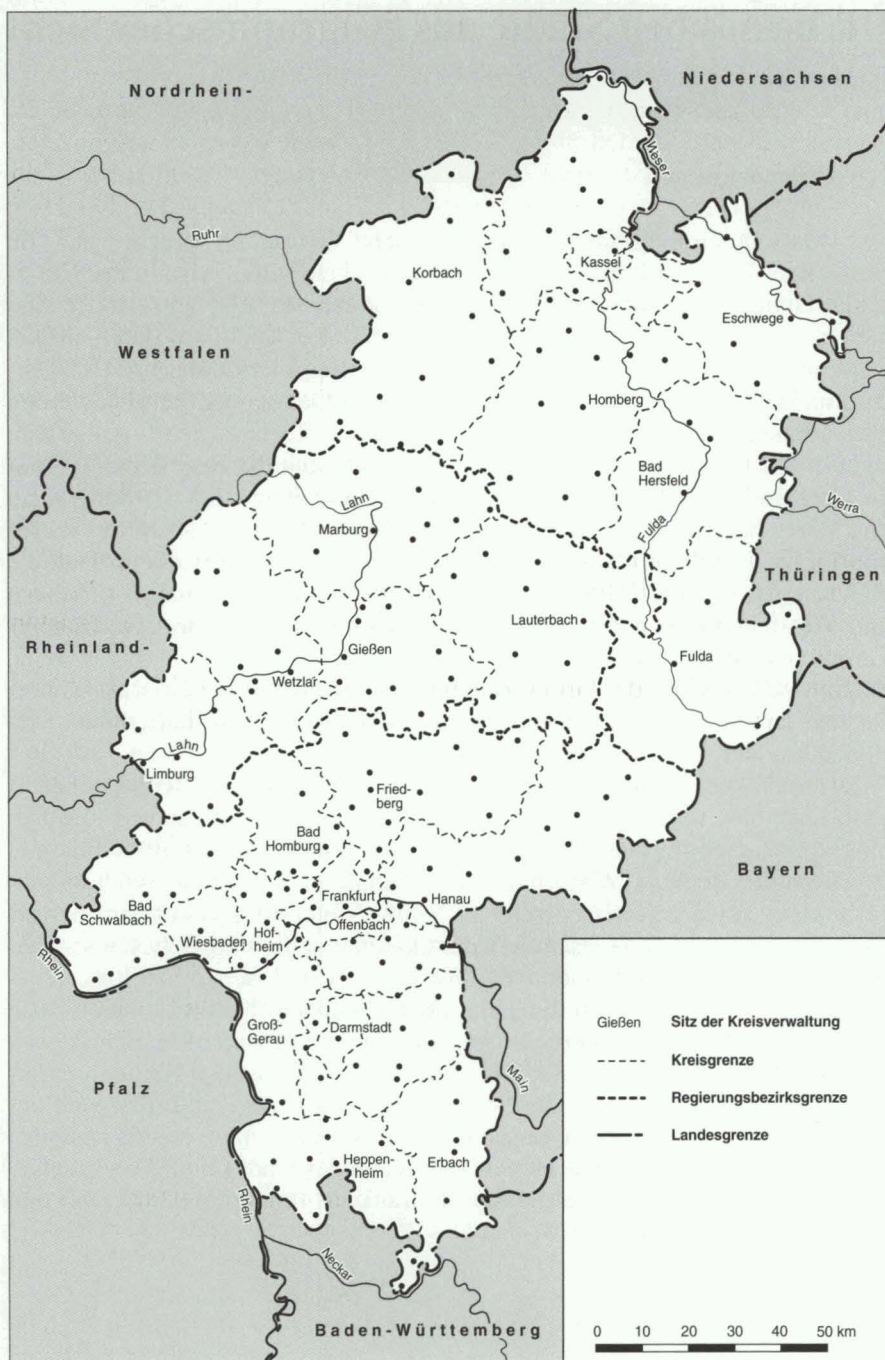 Nordrhein-
Niedersachsen
Weser
Ruhr
Kassel
Korbach
Eschwege
Westfalen
Homberg
Bad
Hersfeld
Lahn
Werra
Marburg
Fulda
Thüringen
Lauterbach
Rheinland-
Gießen
Fulda
Wetzlar
Lahn
Limburg
Fried-
berg
Bad
Homburg
Bayern
Bad
Schwalbach
Frankfurt
Hanau
Offenbach
Wiesbaden
Hof-
heim
Rhein
Groß-
Gerau
Darmstadt
Main
Pfalz
Heppen-
heim
Erbach
Rhein
Neckar
Baden-Württemberg
Gießen Sitz der Kreisverwaltung
Kreisgrenze
Regierungsbezirksgrenze
Landesgrenze
0 10 20 30 40 50 km